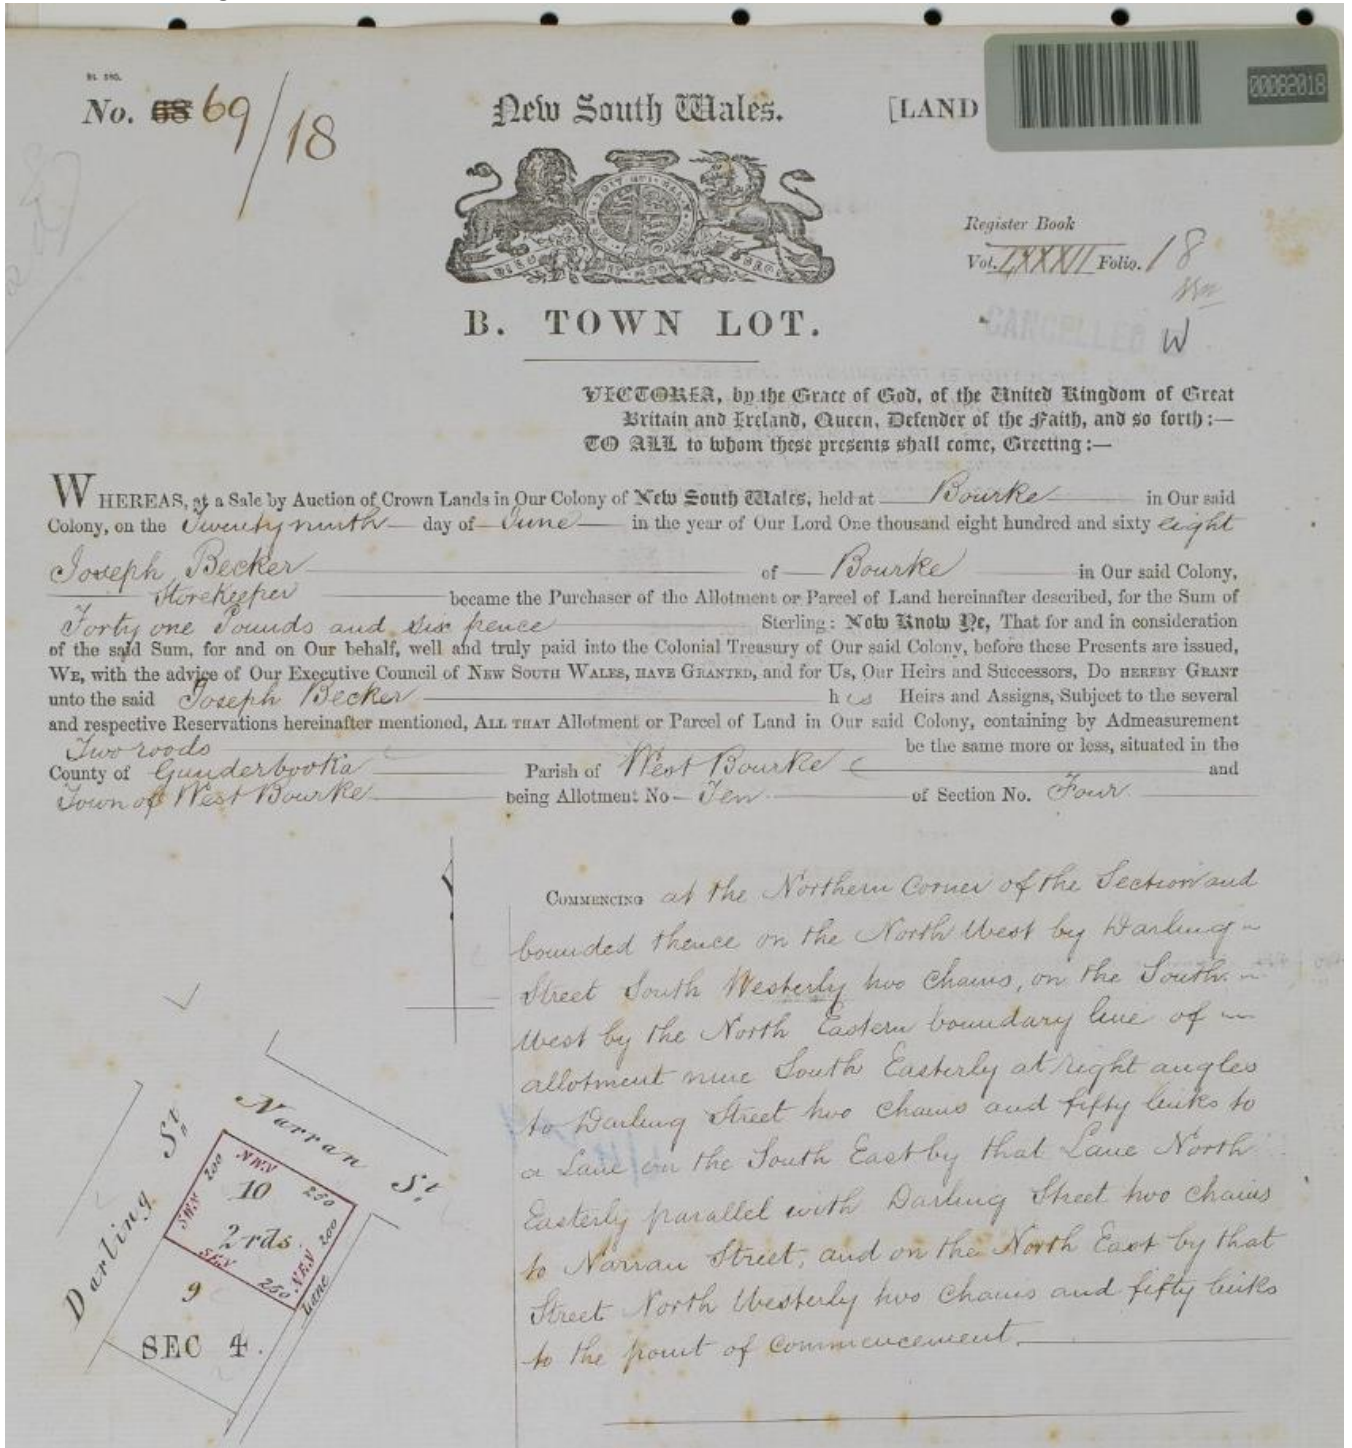 No. 68 69/18
New South Wales.
[LAND
00082018
Register Book
Vol. LXXXII Folio. 18
CANCELLED
W
B. TOWN LOT.
VICTORIA, by the Grace of God, of the United Kingdom of Great
Britain and Ireland, Queen, Defender of the Faith, and so forth:—
TO ALL to whom these presents shall come, Greeting:—
WHEREAS, at a Sale by Auction of Crown Lands in Our Colony of New South Wales, held at Bourke in Our said
Colony, on the Twenty ninth day of June in the year of Our Lord One thousand eight hundred and sixty eight
Joseph Becker of Bourke in Our said Colony,
Storekeeper became the Purchaser of the Allotment or Parcel of Land hereinafter described, for the Sum of
Forty one Pounds and six pence Sterling: Now Know Ye, That for and in consideration
of the said Sum, for and on Our behalf, well and truly paid into the Colonial Treasury of Our said Colony, before these Presents are issued,
WE, with the advice of Our Executive Council of NEW SOUTH WALES, HAVE GRANTED, and for Us, Our Heirs and Successors, DO HEREBY GRANT
unto the said Joseph Becker his Heirs and Assigns, Subject to the several
and respective Reservations hereinafter mentioned, ALL THAT Allotment or Parcel of Land in Our said Colony, containing by Admeasurement
Two roods be the same more or less, situated in the
County of Gunderbooka Parish of West Bourke and
Town of West Bourke being Allotment No Ten of Section No. Four
COMMENCING at the Northern Corner of the Section and
bounded thence on the North West by Darling
Street South Westerly two chains, on the South
West by the North Eastern boundary line of
allotment nine South Easterly at right angles
to Darling Street two chains and fifty links to
a Lane on the South East by that Lane North
Easterly parallel with Darling Street two chains
to Narran Street, and on the North East by that
Street North Westerly two chains and fifty links
to the point of Commencement.
Darling St
Narran St
200
NEV
10
250
2 rds.
250
200
Lane
9
SEC 4.